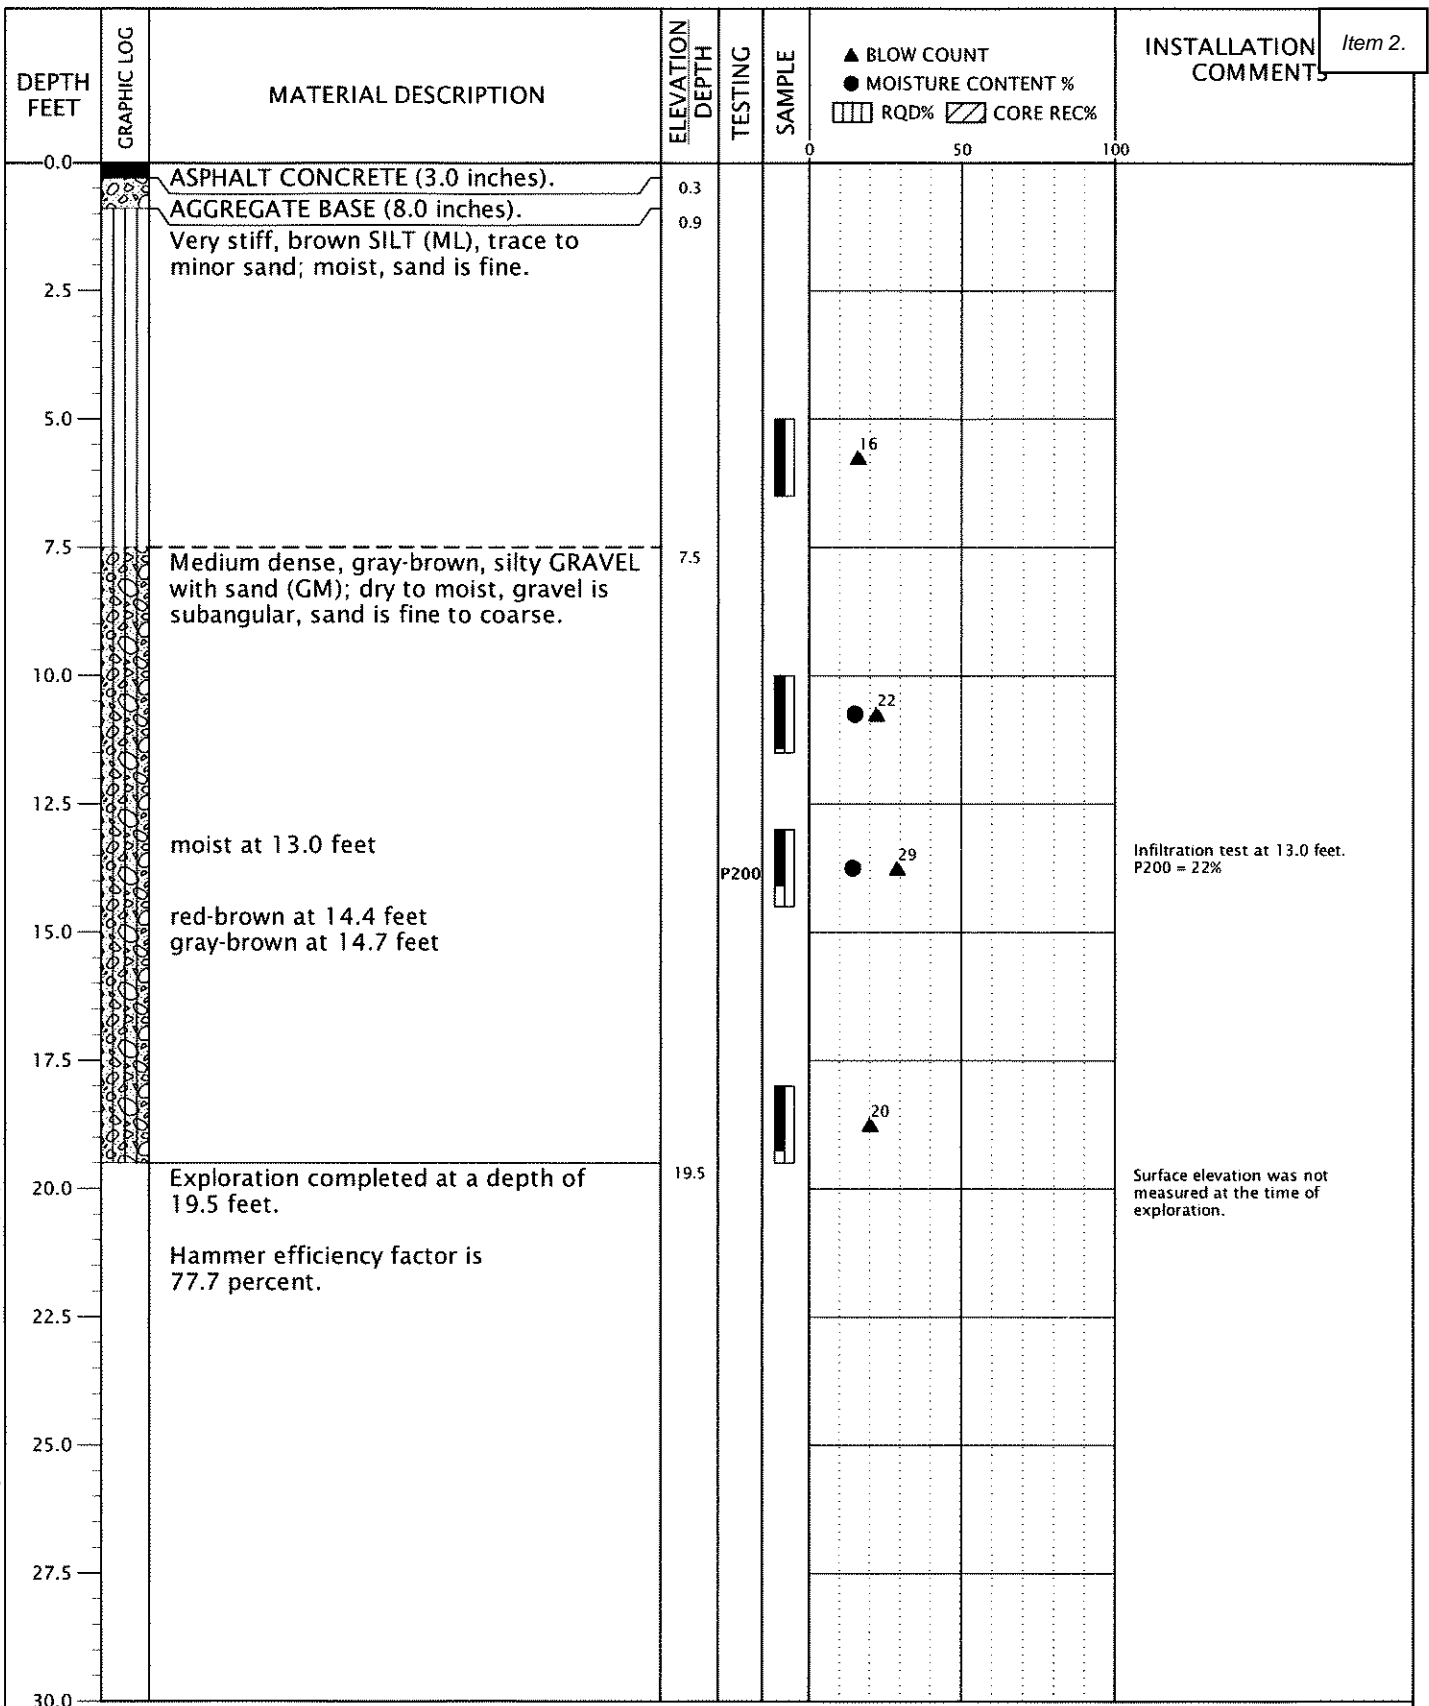 DEPTH
FEET
GRAPHIC LOG
MATERIAL DESCRIPTION
ELEVATION
DEPTH
TESTING
SAMPLE
▲ BLOW COUNT
● MOISTURE CONTENT %
RQD% CORE REC%
INSTALLATION
COMMENTS
Item 2.
0 50 100
0.0
ASPHALT CONCRETE (3.0 inches).
0.3
AGGREGATE BASE (8.0 inches).
0.9
Very stiff, brown SILT (ML), trace to
minor sand; moist, sand is fine.
2.5
5.0
16
7.5
Medium dense, gray-brown, silty GRAVEL
with sand (GM); dry to moist, gravel is
subangular, sand is fine to coarse.
7.5
10.0
22
12.5
moist at 13.0 feet
P200
29
Infiltration test at 13.0 feet.
P200 = 22%
red-brown at 14.4 feet
15.0
gray-brown at 14.7 feet
17.5
20
Exploration completed at a depth of
19.5 feet.
19.5
Surface elevation was not
measured at the time of
exploration.
20.0
Hammer efficiency factor is
77.7 percent.
22.5
25.0
27.5
30.0